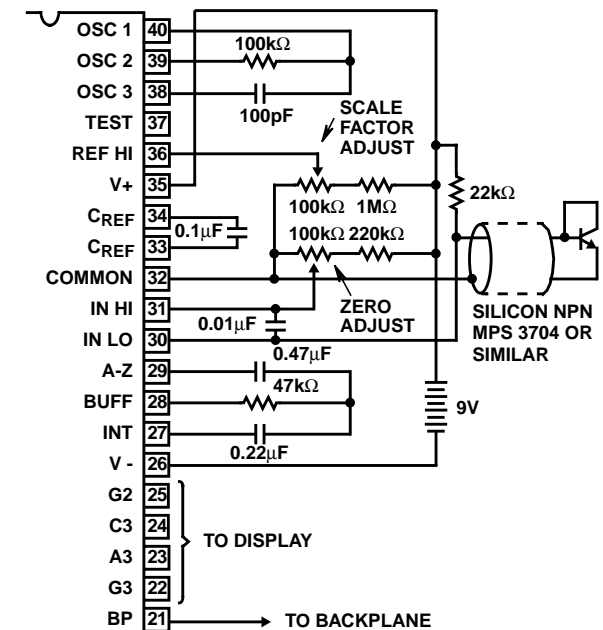 OSC 1 40
OSC 2 39
OSC 3 38
TEST 37
REF HI 36
V+ 35
CREF 34
CREF 33
COMMON 32
IN HI 31
IN LO 30
A-Z 29
BUFF 28
INT 27
V - 26
G2 25
C3 24
A3 23
G3 22
BP 21
100kΩ
100pF
SCALE
FACTOR
ADJUST
22kΩ
100kΩ 1MΩ
0.1µF
100kΩ 220kΩ
ZERO
ADJUST
SILICON NPN
MPS 3704 OR
SIMILAR
0.01µF
0.47µF
47kΩ
9V
0.22µF
TO DISPLAY
TO BACKPLANE